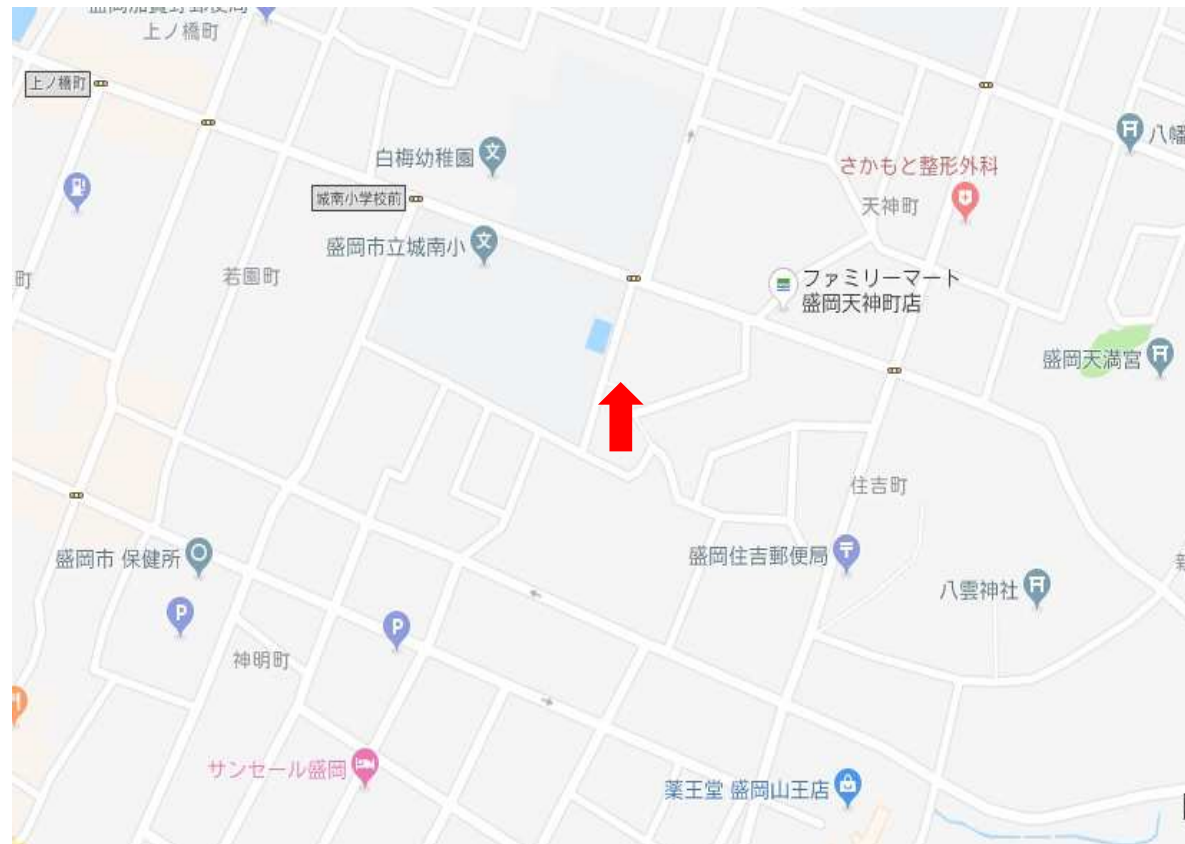 上ノ橋町
上ノ橋町
白梅幼稚園
さかもと整形外科
天神町
城南小学校前
盛岡市立城南小
若園町
町
ファミリーマート
盛岡天神町店
盛岡天満宮
住吉町
盛岡住吉郵便局
盛岡市 保健所
八雲神社
P
P
神明町
サンセール盛岡
薬王堂 盛岡山王店